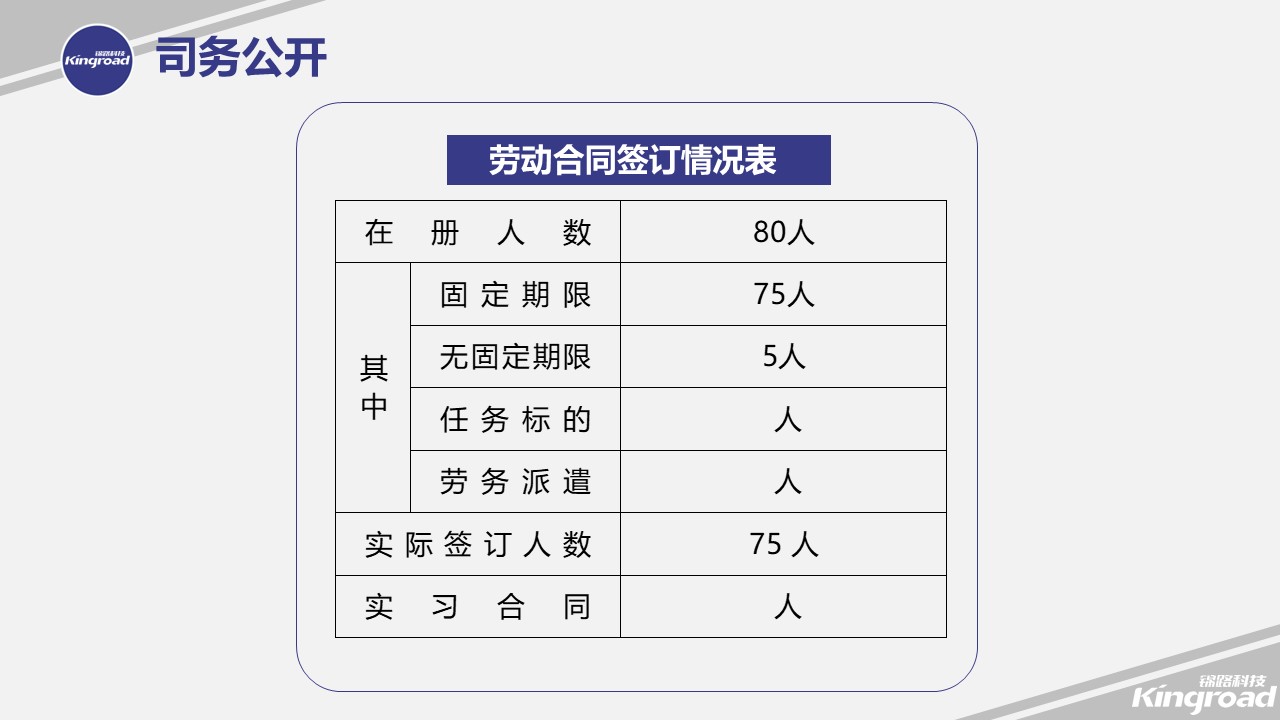 锦路科技
Kingroad
司务公开
劳动合同签订情况表
在册人数 80人
其中
固定期限 75人
无固定期限 5人
任务标的 人
劳务派遣 人
实际签订人数 75 人
实习合同 人
锦路科技
Kingroad